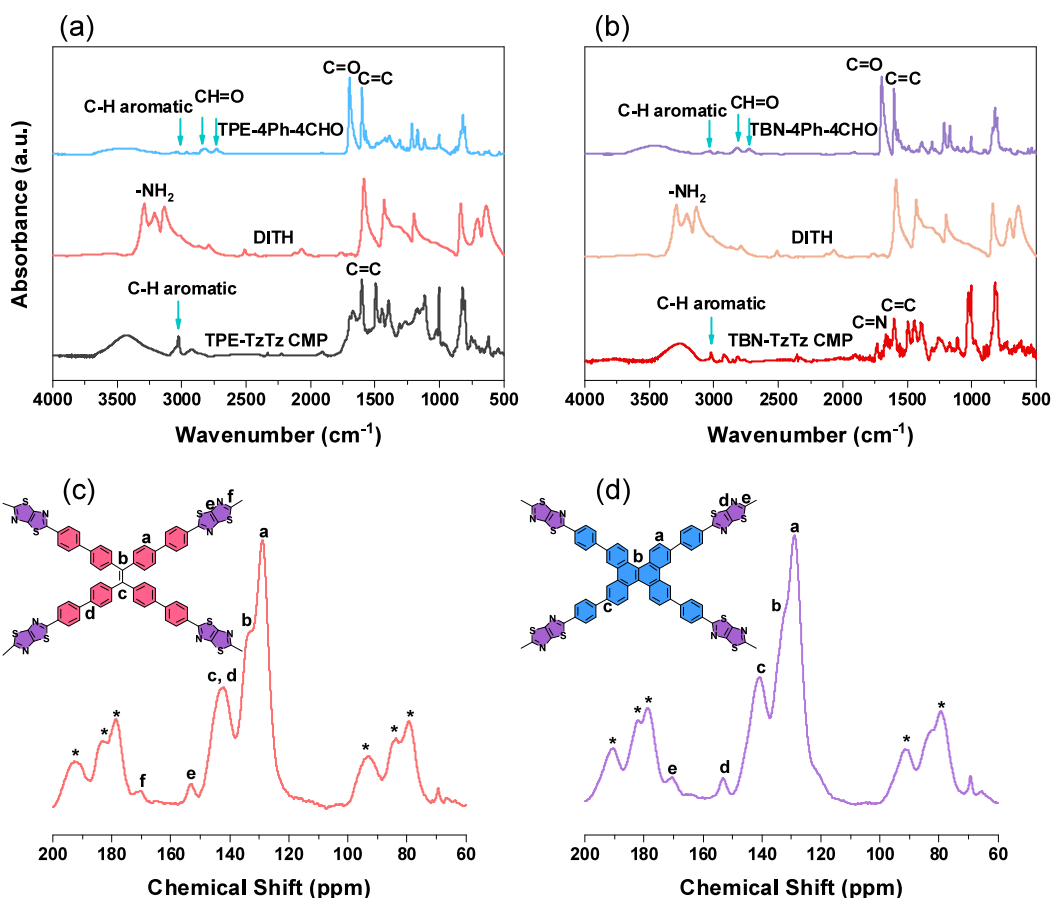 (a)
C=O
C=C
C-H aromatic
CH=O
TPE-4Ph-4CHO
-NH2
DITH
C=C
C-H aromatic
TPE-TzTz CMP
Absorbance (a.u.)
4000 3500 3000 2500 2000 1500 1000 500
Wavenumber (cm-1)
(b)
C=O
C=C
C-H aromatic
CH=O
TBN-4Ph-4CHO
-NH2
DITH
C-H aromatic
C=C
C=N
TBN-TzTz CMP
4000 3500 3000 2500 2000 1500 1000 500
Wavenumber (cm-1)
(c)
S N N S
e N f S S N
a
b
c
d
S N N S
N S S N
a
b
c, d
* * *
f
e
* * *
200 180 160 140 120 100 80 60
Chemical Shift (ppm)
(d)
S N N S
d N e S S N
a
b
c
S N N S
N S S N
a
b
c
* * *
e
d
* *
200 180 160 140 120 100 80 60
Chemical Shift (ppm)